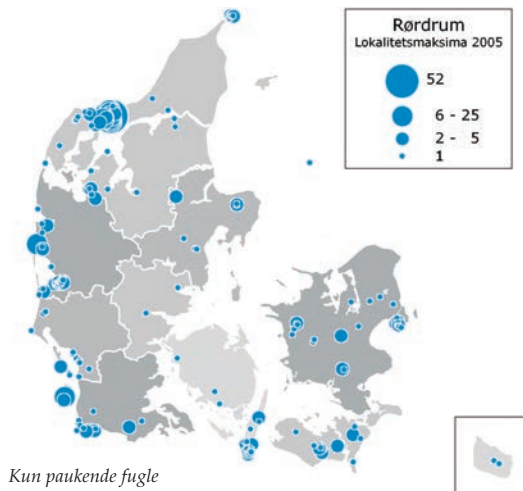 Rørdrum
Lokalitetsmaksima 2005
52
6 - 25
2 - 5
1
Kun paukende fugle